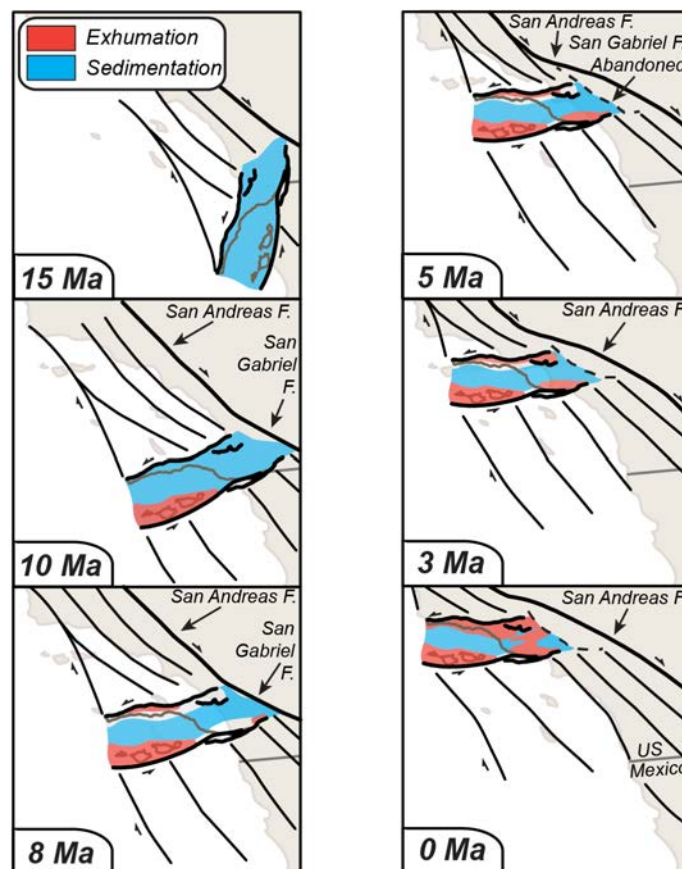 Exhumation
Sedimentation
15 Ma
San Andreas F.
San
Gabriel
F.
10 Ma
San Andreas F.
San
Gabriel
F.
8 Ma
San Andreas F.
San Gabriel F.
Abandoned
5 Ma
San Andreas F
3 Ma
San Andreas F
US
Mexico
0 Ma